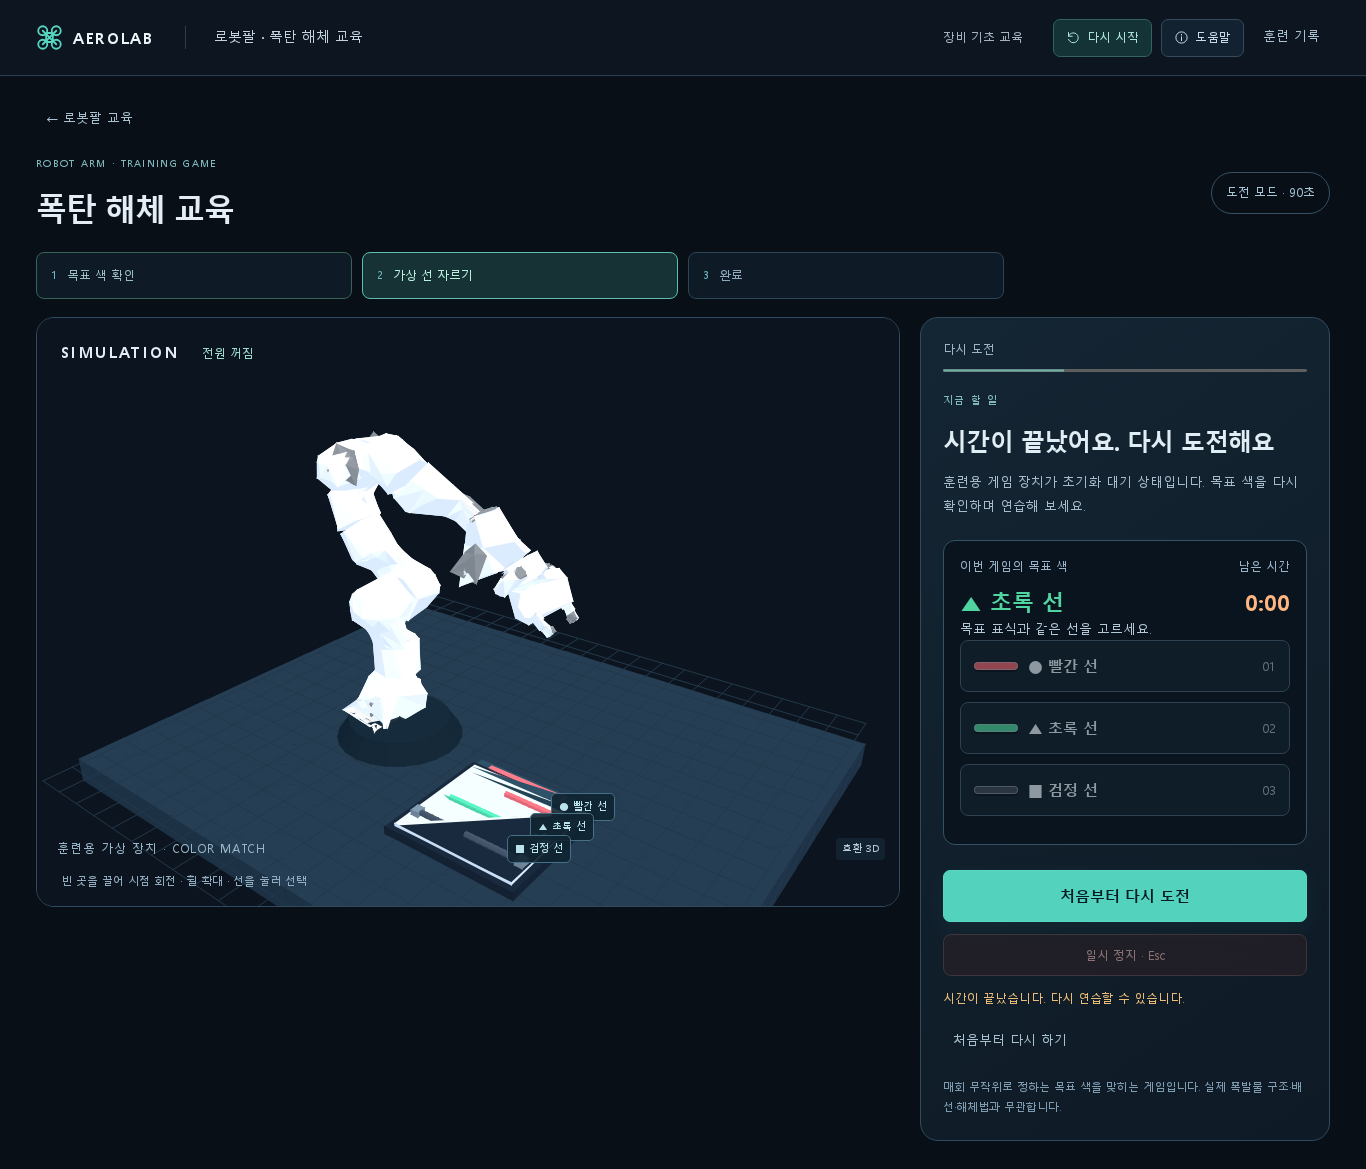 AEROLAB
로봇팔 · 폭탄 해체 교육
장비 기초 교육
다시 시작
도움말
훈련 기록
← 로봇팔 교육
ROBOT ARM · TRAINING GAME
폭탄 해체 교육
도전 모드 · 90초
1 목표 색 확인
2 가상 선 자르기
3 완료
SIMULATION 전원 꺼짐
● 빨간 선
▲ 초록 선
■ 검정 선
훈련용 가상 장치 · COLOR MATCH
호환 3D
빈 곳을 끌어 시점 회전 · 휠 확대 · 선을 눌러 선택
다시 도전
지금 할 일
시간이 끝났어요. 다시 도전해요
훈련용 게임 장치가 초기화 대기 상태입니다. 목표 색을 다시
확인하며 연습해 보세요.
이번 게임의 목표 색 남은 시간
▲ 초록 선 0:00
목표 표식과 같은 선을 고르세요.
● 빨간 선 01
▲ 초록 선 02
■ 검정 선 03
처음부터 다시 도전
일시 정지 · Esc
시간이 끝났습니다. 다시 연습할 수 있습니다.
처음부터 다시 하기
매회 무작위로 정하는 목표 색을 맞히는 게임입니다. 실제 폭발물 구조·배
선·해체법과 무관합니다.